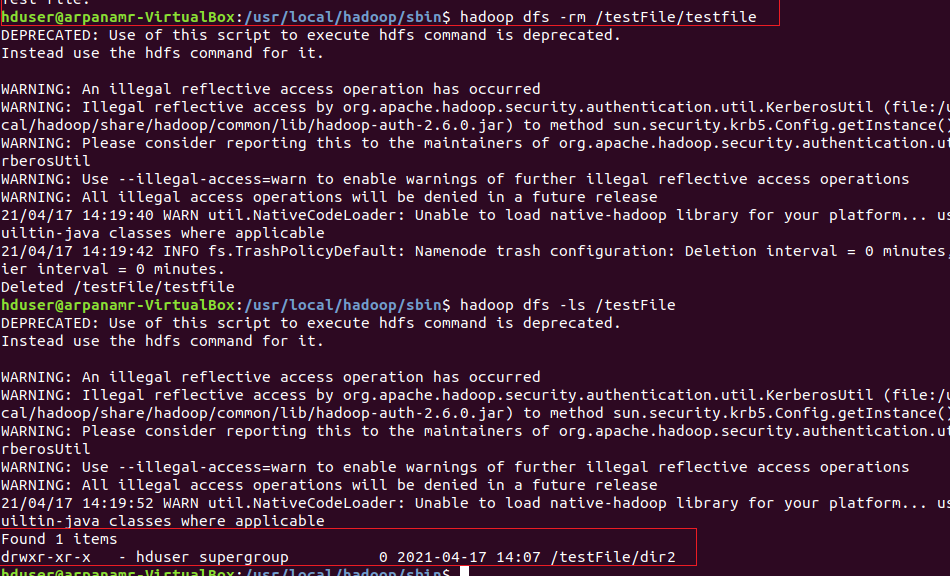 Test file.
hduser@arpanamr-VirtualBox:/usr/local/hadoop/sbin$ hadoop dfs -rm /testFile/testfile
DEPRECATED: Use of this script to execute hdfs command is deprecated.
Instead use the hdfs command for it.
WARNING: An illegal reflective access operation has occurred
WARNING: Illegal reflective access by org.apache.hadoop.security.authentication.util.KerberosUtil (file:/u
cal/hadoop/share/hadoop/common/lib/hadoop-auth-2.6.0.jar) to method sun.security.krb5.Config.getInstance()
WARNING: Please consider reporting this to the maintainers of org.apache.hadoop.security.authentication.ut
rberosUtil
WARNING: Use --illegal-access=warn to enable warnings of further illegal reflective access operations
WARNING: All illegal access operations will be denied in a future release
21/04/17 14:19:40 WARN util.NativeCodeLoader: Unable to load native-hadoop library for your platform... us
uiltin-java classes where applicable
21/04/17 14:19:42 INFO fs.TrashPolicyDefault: Namenode trash configuration: Deletion interval = 0 minutes,
ier interval = 0 minutes.
Deleted /testFile/testfile
hduser@arpanamr-VirtualBox:/usr/local/hadoop/sbin$ hadoop dfs -ls /testFile
DEPRECATED: Use of this script to execute hdfs command is deprecated.
Instead use the hdfs command for it.
WARNING: An illegal reflective access operation has occurred
WARNING: Illegal reflective access by org.apache.hadoop.security.authentication.util.KerberosUtil (file:/u
cal/hadoop/share/hadoop/common/lib/hadoop-auth-2.6.0.jar) to method sun.security.krb5.Config.getInstance()
WARNING: Please consider reporting this to the maintainers of org.apache.hadoop.security.authentication.ut
rberosUtil
WARNING: Use --illegal-access=warn to enable warnings of further illegal reflective access operations
WARNING: All illegal access operations will be denied in a future release
21/04/17 14:19:52 WARN util.NativeCodeLoader: Unable to load native-hadoop library for your platform... us
uiltin-java classes where applicable
Found 1 items
drwxr-xr-x   - hduser supergroup          0 2021-04-17 14:07 /testFile/dir2
hduser@arpanamr-VirtualBox:/usr/local/hadoop/sbin$